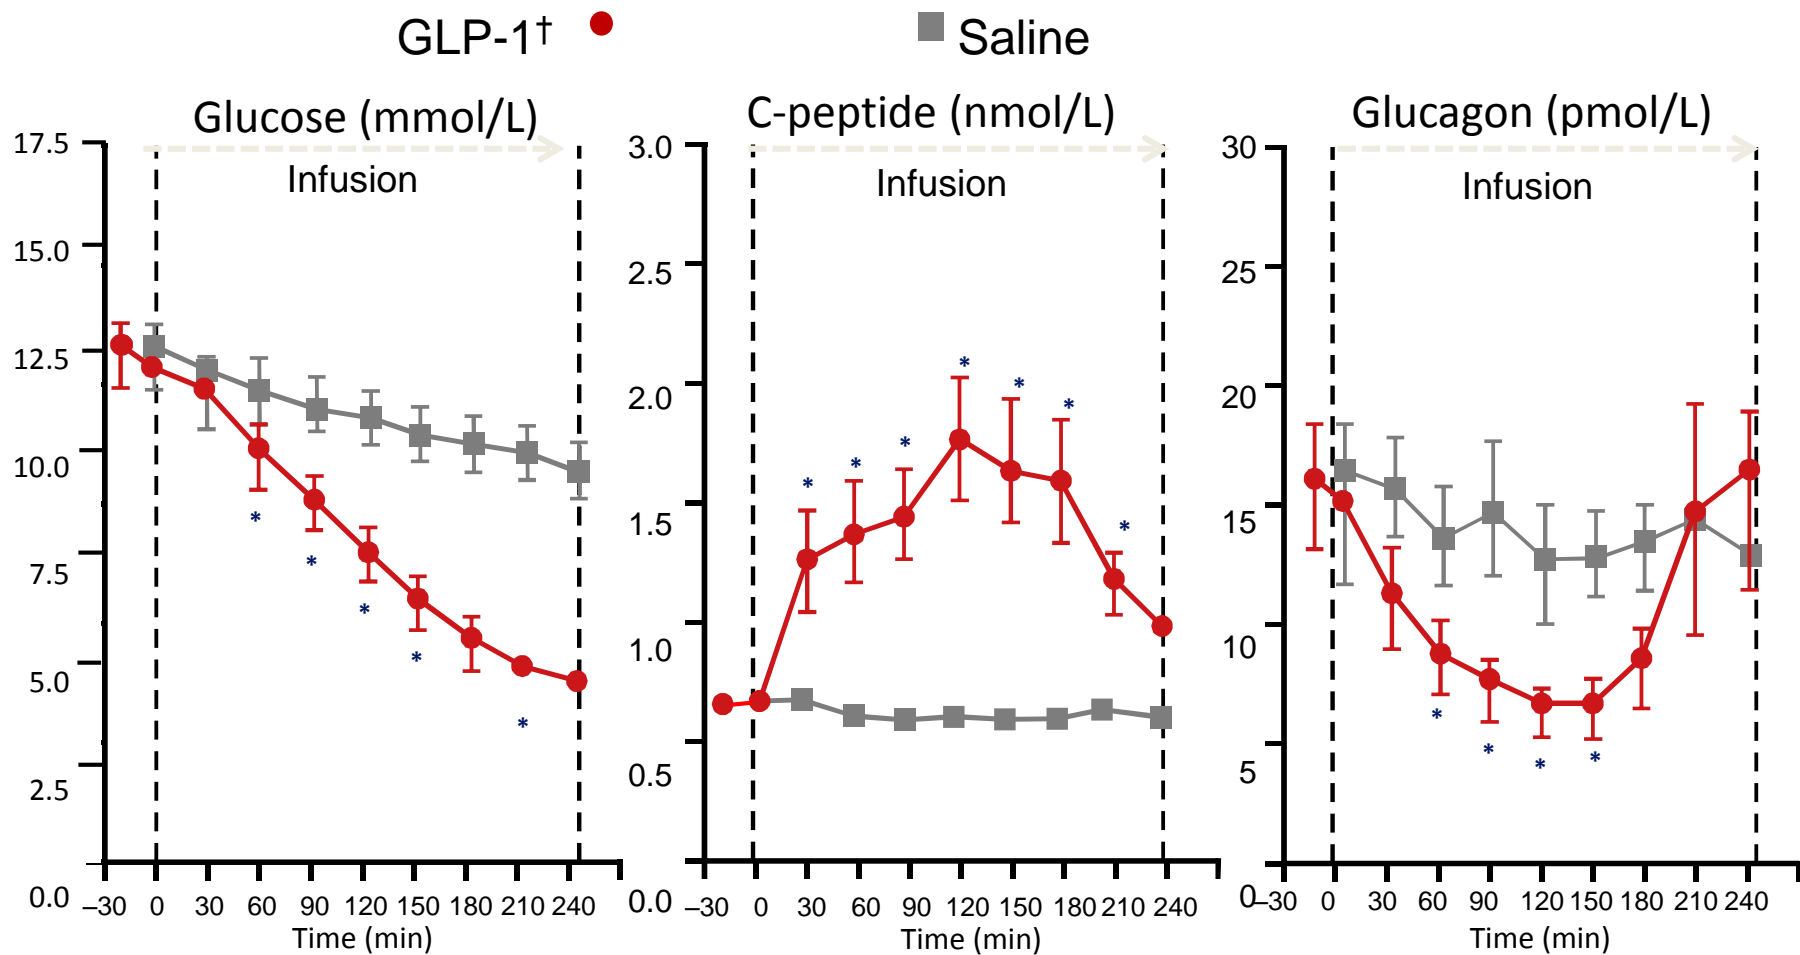 GLP-1†
Saline
Glucose (mmol/L)
Infusion
17.5
15.0
12.5
10.0
7.5
5.0
2.5
0.0
*
*
*
*
*
–30 0 30 60 90 120 150 180 210 240
Time (min)
C-peptide (nmol/L)
Infusion
3.0
2.5
2.0
1.5
1.0
0.5
0.0
*
*
*
*
*
*
*
–30 0 30 60 90 120 150 180 210 240
Time (min)
Glucagon (pmol/L)
Infusion
30
25
20
15
10
5
0
*
*
*
*
–30 0 30 60 90 120 150 180 210 240
Time (min)